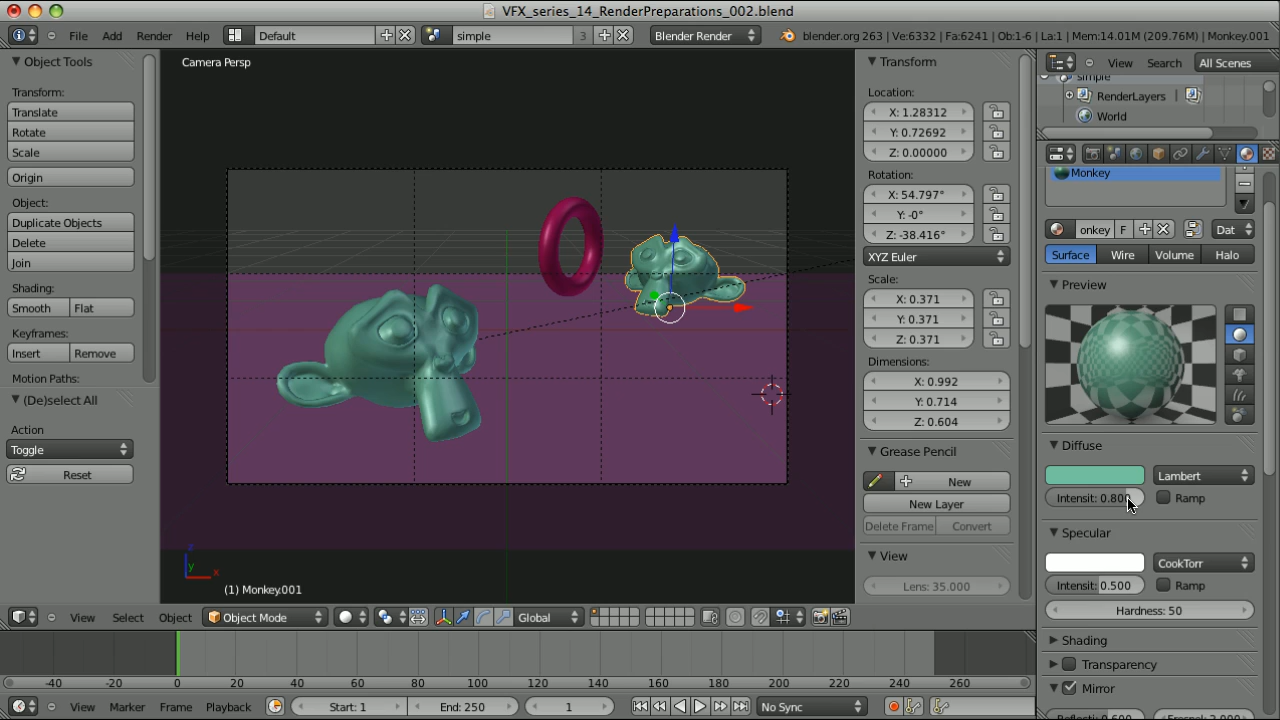 VFX_series_14_RenderPreparations_002.blend
File Add Render Help Default simple 3 Blender Render blender.org 263 | Ve:6332 | Fa:6241 | Ob:1-6 | La:1 | Mem:14.01M (209.76M) | Monkey.001
Object Tools
Transform:
Translate
Rotate
Scale
Origin
Object:
Duplicate Objects
Delete
Join
Shading:
Smooth Flat
Keyframes:
Insert Remove
Motion Paths:
(De)select All
Action
Toggle
Reset
Camera Persp
z
y
x
(1) Monkey.001
Transform
Location:
X: 1.28312
Y: 0.72692
Z: 0.00000
Rotation:
X: 54.797°
Y: -0°
Z: -38.416°
XYZ Euler
Scale:
X: 0.371
Y: 0.371
Z: 0.371
Dimensions:
X: 0.992
Y: 0.714
Z: 0.604
Grease Pencil
New
New Layer
Delete Frame Convert
View
Lens: 35.000
View Search All Scenes
simple
RenderLayers |
World
Monkey
onkey F Dat
Surface Wire Volume Halo
Preview
Diffuse
Lambert
Intensit: 0.800 Ramp
Specular
CookTorr
Intensit: 0.500 Ramp
Hardness: 50
Shading
Transparency
Mirror
View Select Object Object Mode Global
-40 -20 0 20 40 60 80 100 120 140 160 180 200 220 240 260
View Marker Frame Playback Start: 1 End: 250 1 No Sync